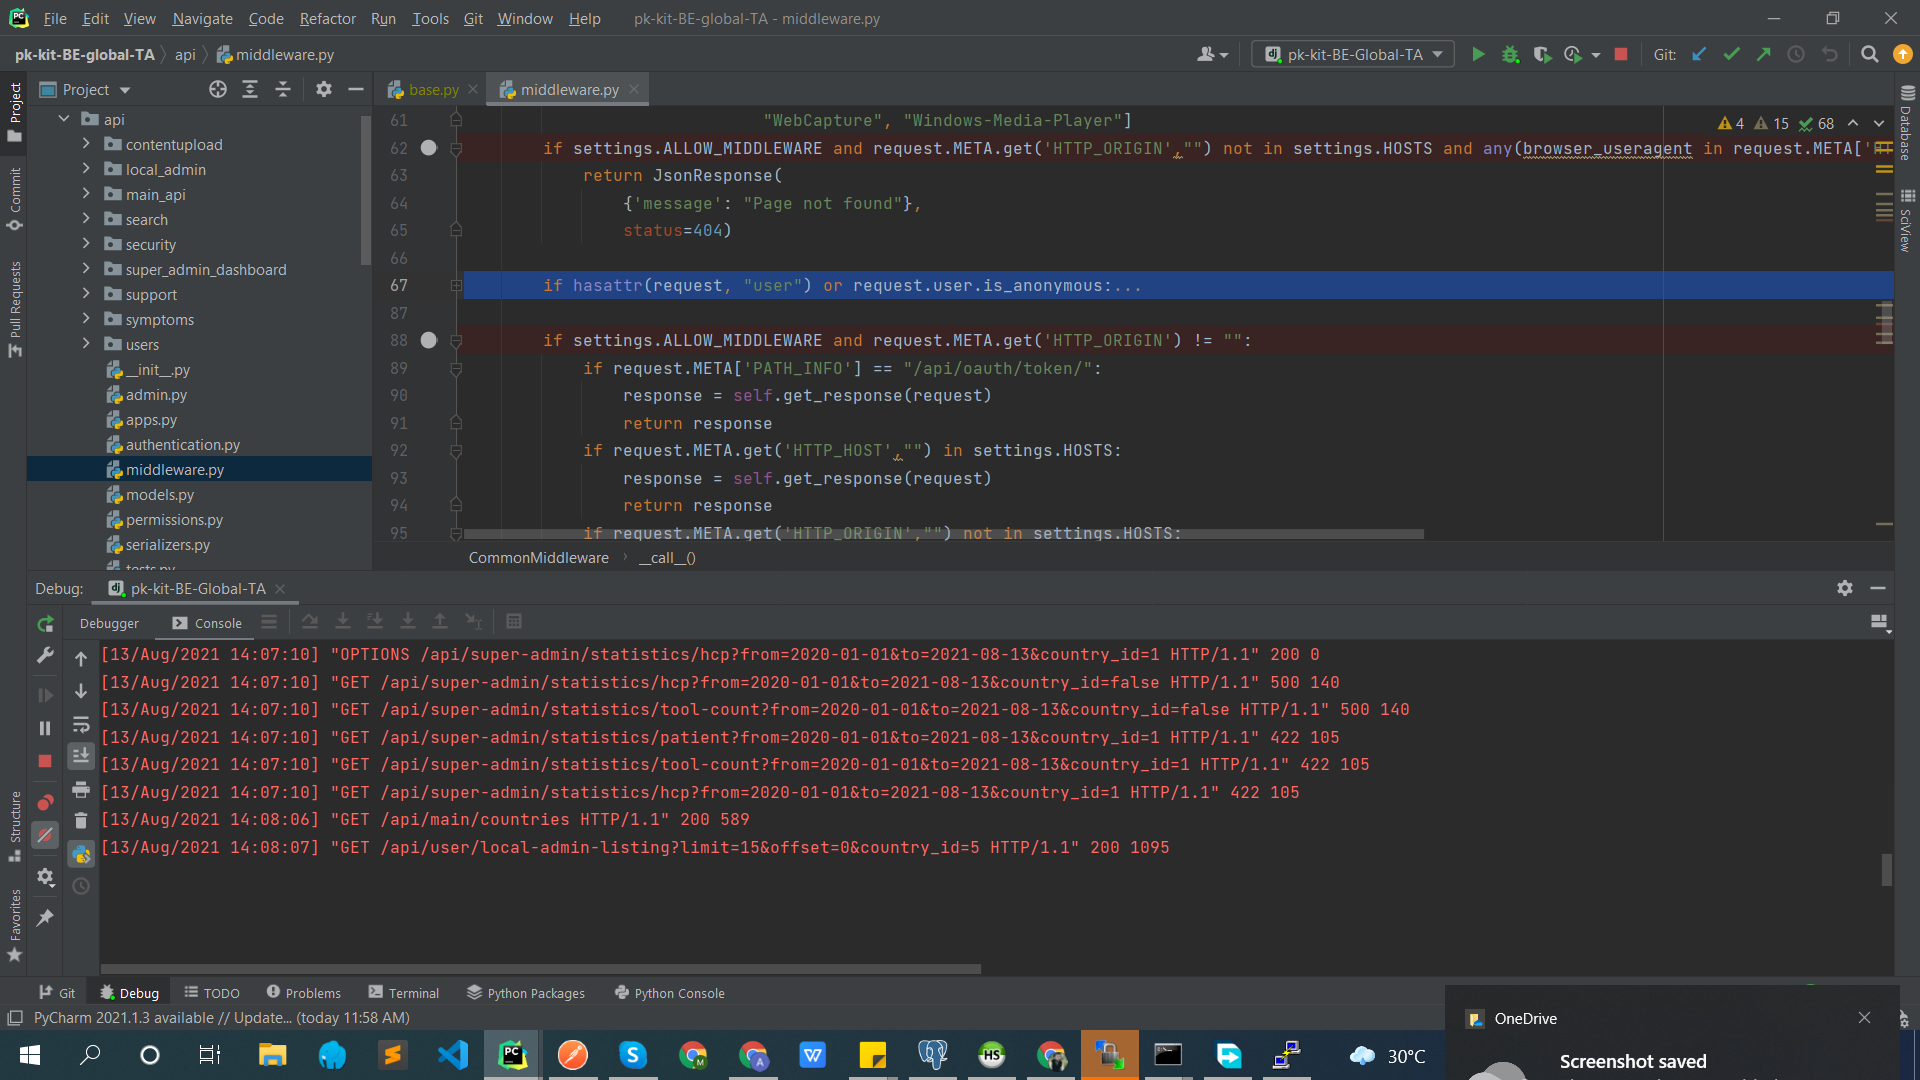 File Edit View Navigate Code Refactor Run Tools Git Window Help pk-kit-BE-global-TA - middleware.py
pk-kit-BE-global-TA api middleware.py
pk-kit-BE-Global-TA Git:
Project
base.py middleware.py
api
contentupload
local_admin
main_api
search
security
super_admin_dashboard
support
symptoms
users
__init__.py
admin.py
apps.py
authentication.py
middleware.py
models.py
permissions.py
serializers.py
tests.py
4 15 68
61 "WebCapture", "Windows-Media-Player"]
62 if settings.ALLOW_MIDDLEWARE and request.META.get('HTTP_ORIGIN',"") not in settings.HOSTS and any(browser_useragent in request.META['
63 return JsonResponse(
64 {'message': "Page not found"},
65 status=404)
66
67 if hasattr(request, "user") or request.user.is_anonymous:...
87
88 if settings.ALLOW_MIDDLEWARE and request.META.get('HTTP_ORIGIN') != "":
89 if request.META['PATH_INFO'] == "/api/oauth/token/":
90 response = self.get_response(request)
91 return response
92 if request.META.get('HTTP_HOST',"") in settings.HOSTS:
93 response = self.get_response(request)
94 return response
95 if request.META.get('HTTP_ORIGIN',"") not in settings.HOSTS:
CommonMiddleware __call__()
Project
Commit
Pull Requests
Structure
Favorites
Database
SciView
Debug: pk-kit-BE-Global-TA
Debugger Console
[13/Aug/2021 14:07:10] "OPTIONS /api/super-admin/statistics/hcp?from=2020-01-01&to=2021-08-13&country_id=1 HTTP/1.1" 200 0
[13/Aug/2021 14:07:10] "GET /api/super-admin/statistics/hcp?from=2020-01-01&to=2021-08-13&country_id=false HTTP/1.1" 500 140
[13/Aug/2021 14:07:10] "GET /api/super-admin/statistics/tool-count?from=2020-01-01&to=2021-08-13&country_id=false HTTP/1.1" 500 140
[13/Aug/2021 14:07:10] "GET /api/super-admin/statistics/patient?from=2020-01-01&to=2021-08-13&country_id=1 HTTP/1.1" 422 105
[13/Aug/2021 14:07:10] "GET /api/super-admin/statistics/tool-count?from=2020-01-01&to=2021-08-13&country_id=1 HTTP/1.1" 422 105
[13/Aug/2021 14:07:10] "GET /api/super-admin/statistics/hcp?from=2020-01-01&to=2021-08-13&country_id=1 HTTP/1.1" 422 105
[13/Aug/2021 14:08:06] "GET /api/main/countries HTTP/1.1" 200 589
[13/Aug/2021 14:08:07] "GET /api/user/local-admin-listing?limit=15&offset=0&country_id=5 HTTP/1.1" 200 1095
Git Debug TODO Problems Terminal Python Packages Python Console
PyCharm 2021.1.3 available // Update... (today 11:58 AM)
OneDrive
Screenshot saved
30°C